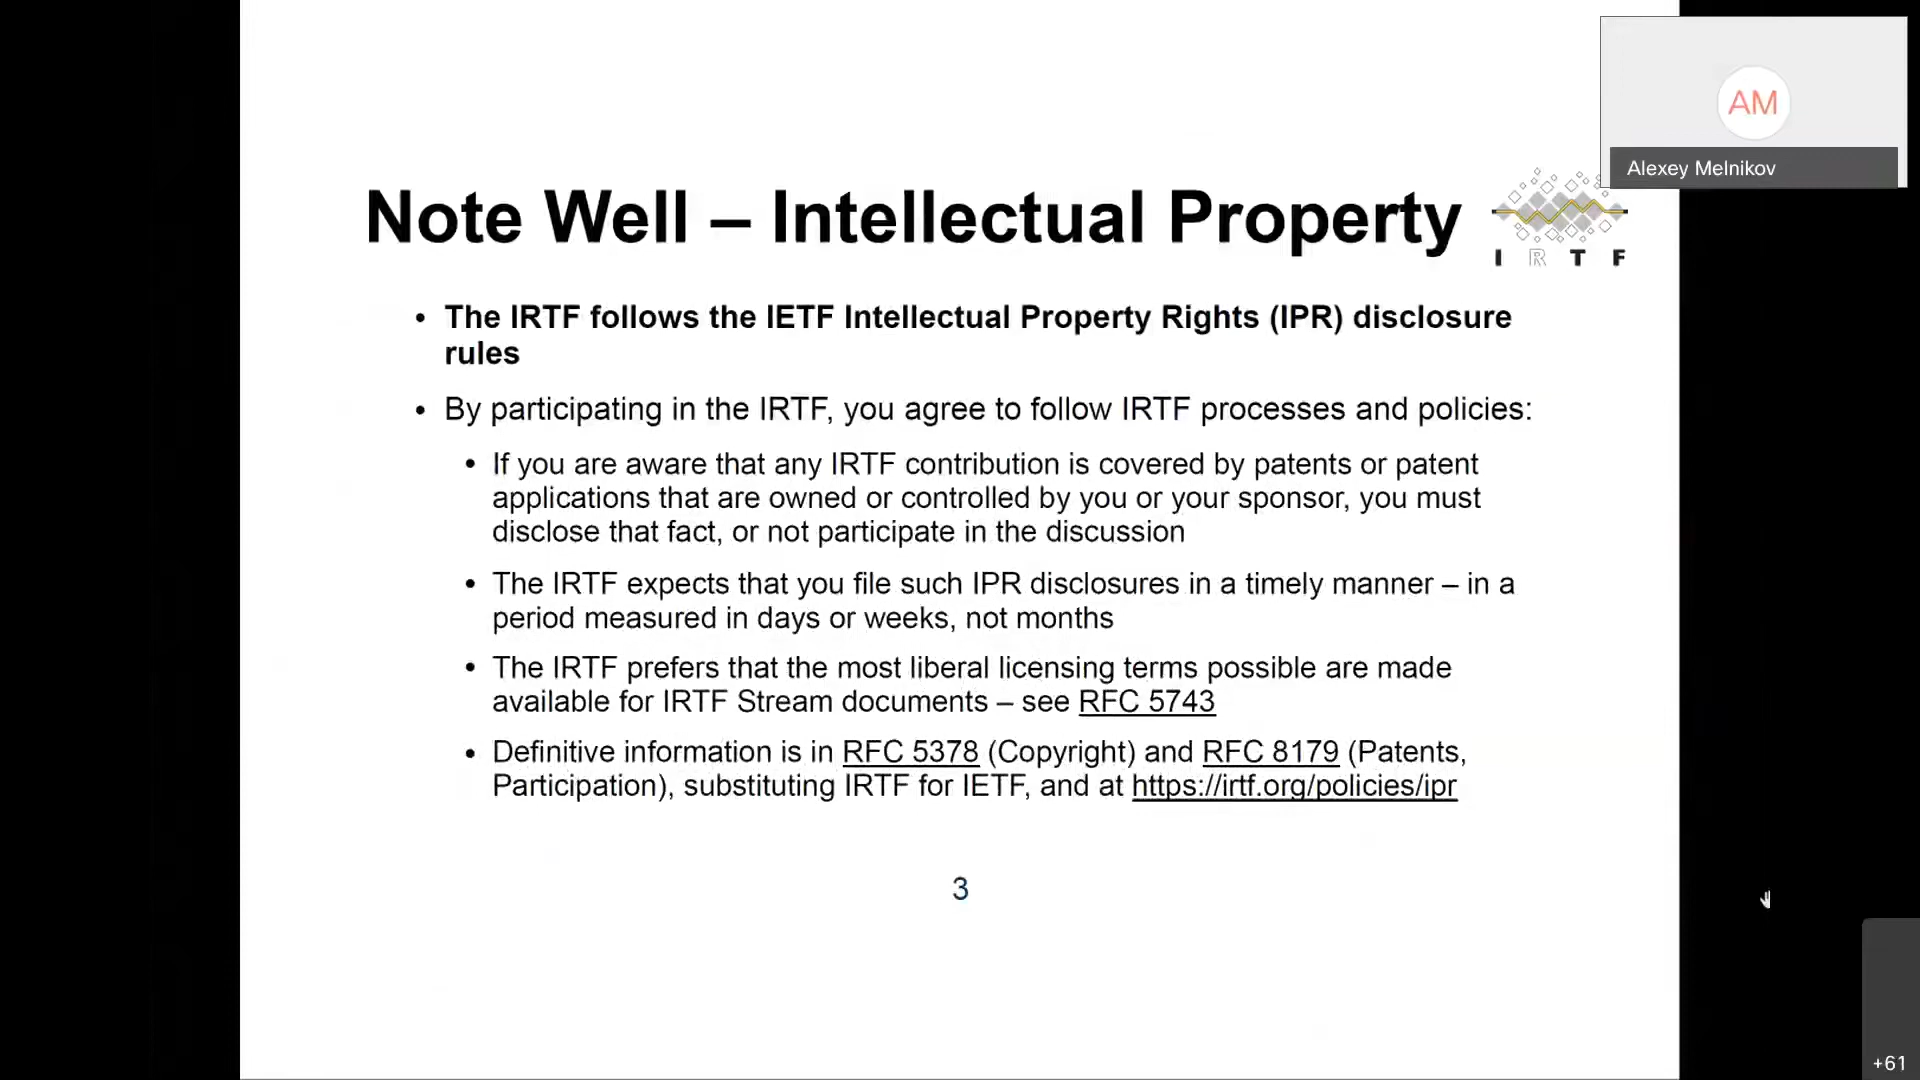 AM
Alexey Melnikov
Note Well – Intellectual Property
I R T F
• The IRTF follows the IETF Intellectual Property Rights (IPR) disclosure
rules
• By participating in the IRTF, you agree to follow IRTF processes and policies:
• If you are aware that any IRTF contribution is covered by patents or patent
applications that are owned or controlled by you or your sponsor, you must
disclose that fact, or not participate in the discussion
• The IRTF expects that you file such IPR disclosures in a timely manner – in a
period measured in days or weeks, not months
• The IRTF prefers that the most liberal licensing terms possible are made
available for IRTF Stream documents – see RFC 5743
• Definitive information is in RFC 5378 (Copyright) and RFC 8179 (Patents,
Participation), substituting IRTF for IETF, and at https://irtf.org/policies/ipr
3
+61